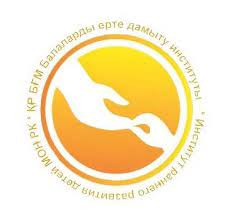 ҚР БҒМ Балаларды ерте дамыту институты
* Институт раннего развития детей МОН РК *